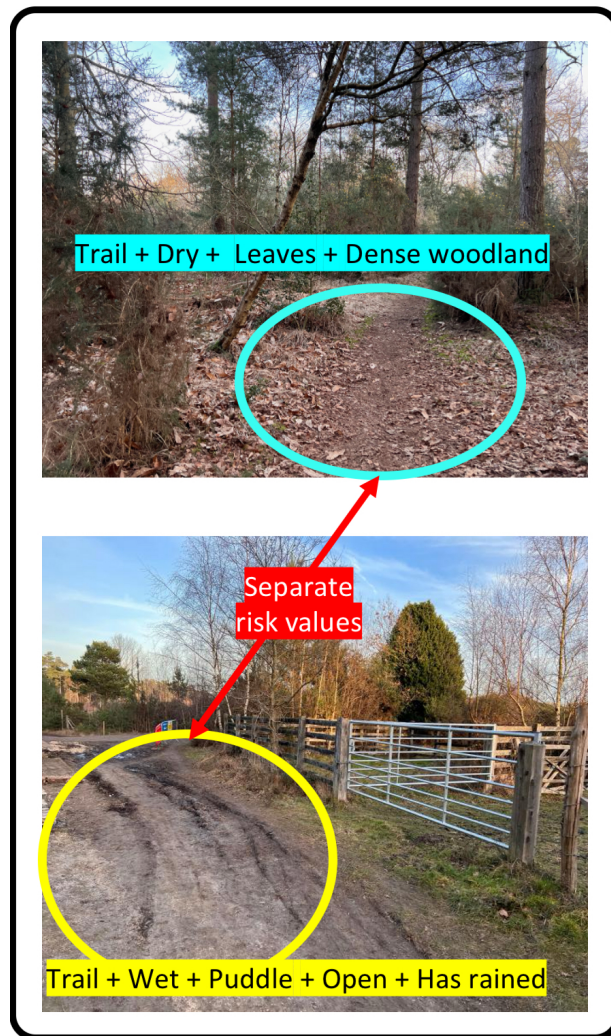 Trail + Dry + Leaves + Dense woodland
Separate
risk values
Trail + Wet + Puddle + Open + Has rained